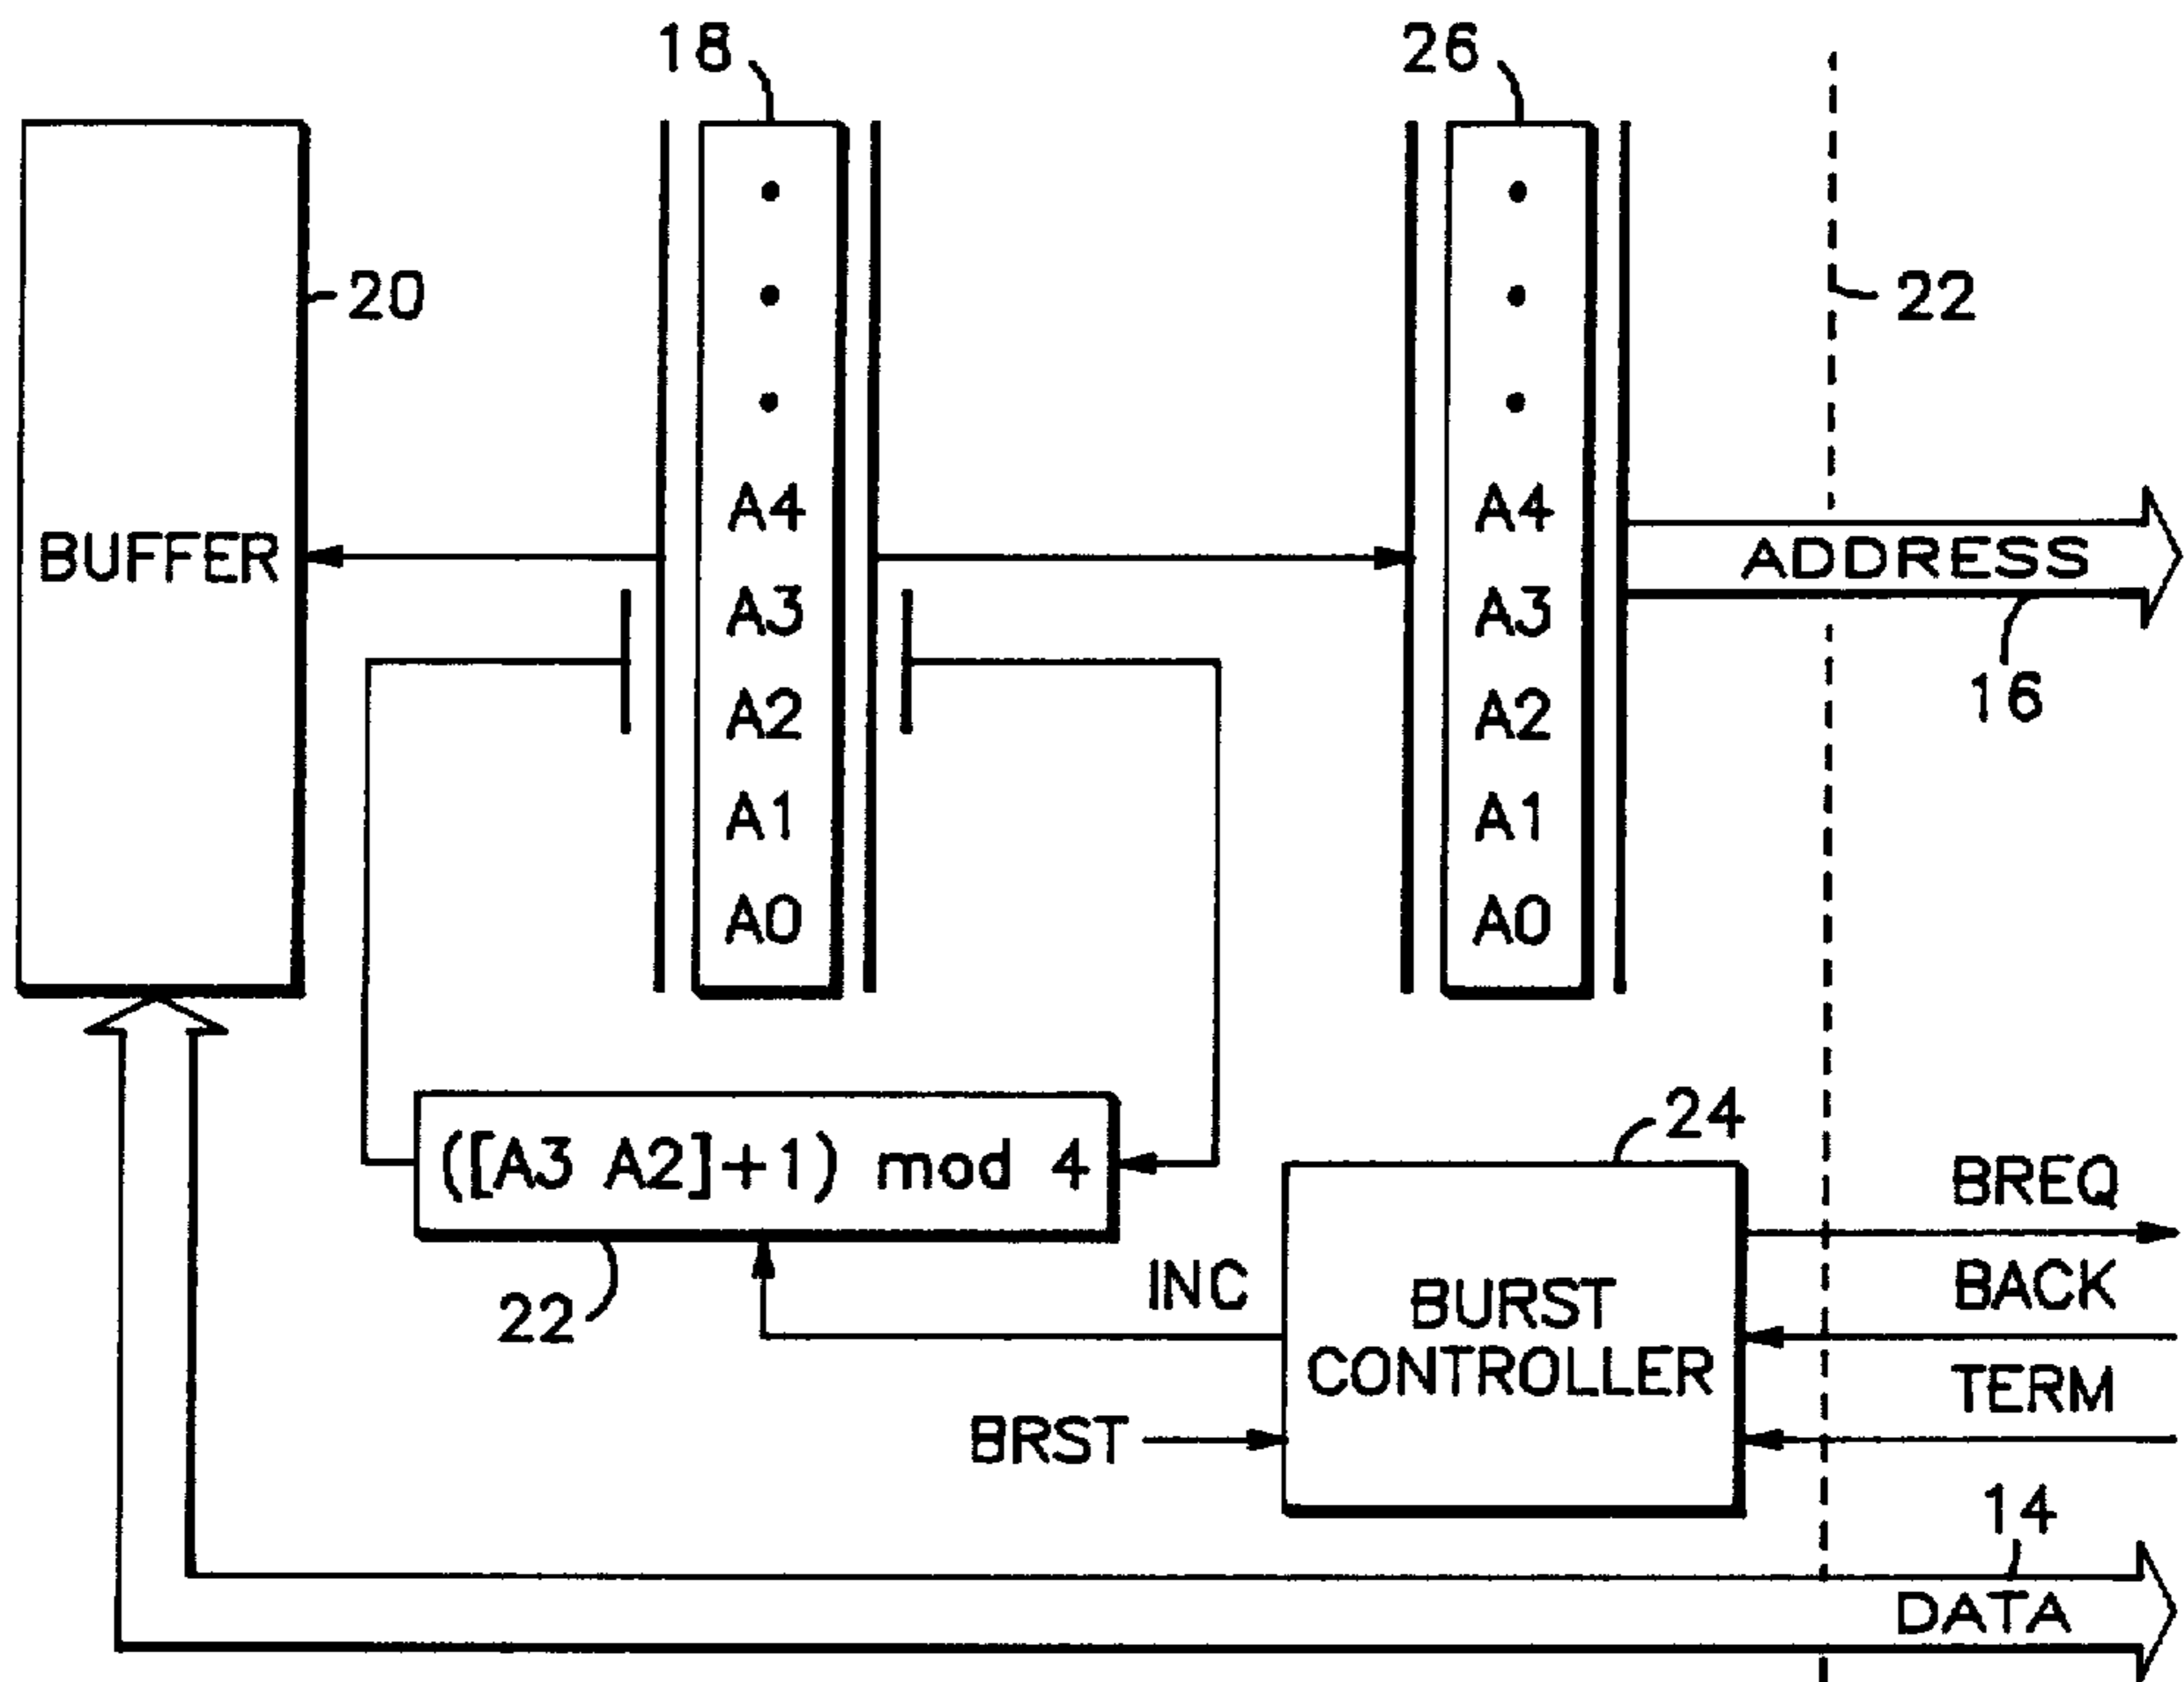 18
26
20
22
BUFFER
A4
A3
A2
A1
A0
A4
A3
A2
A1
A0
ADDRESS
16
([A3 A2]+1) mod 4
22
24
INC
BURST
CONTROLLER
BRST
BREQ
BACK
TERM
14
DATA